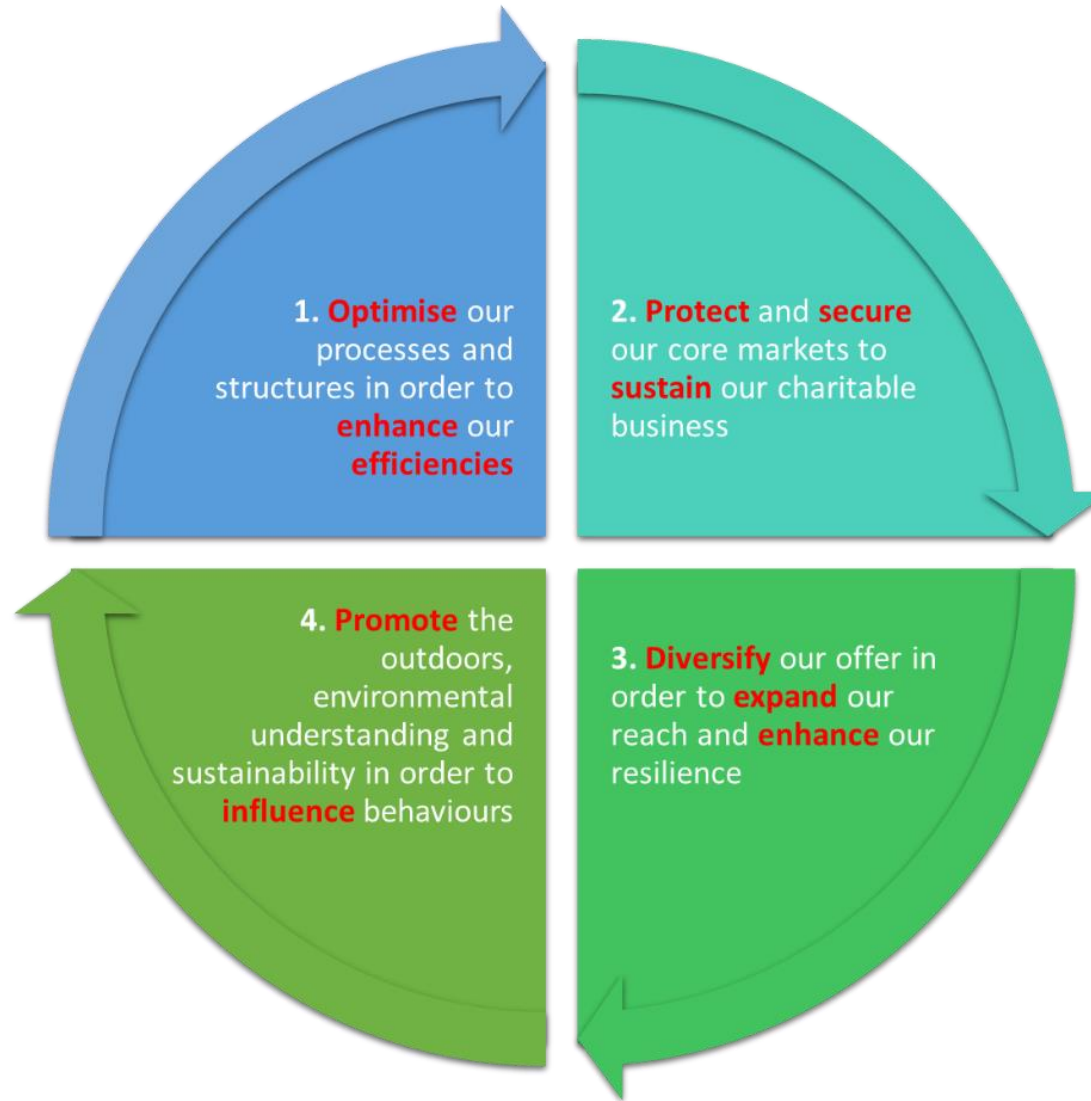 1. Optimise our
processes and
structures in order to
enhance our
efficiencies
2. Protect and secure
our core markets to
sustain our charitable
business
3. Diversify our offer in
order to expand our
reach and enhance our
resilience
4. Promote the
outdoors,
environmental
understanding and
sustainability in order to
influence behaviours